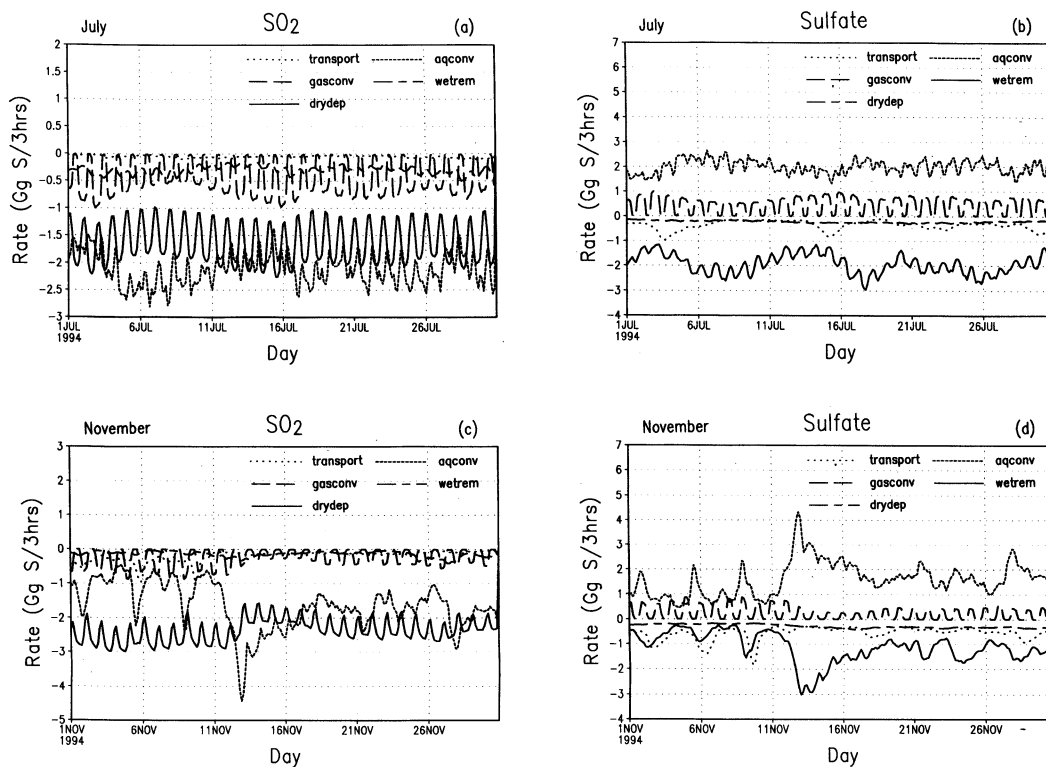 July SO2 (a)
transport aqconv
gasconv wetrem
drydep
Rate (Gg S/3hrs)
2
1.5
1
0.5
0
-0.5
-1
-1.5
-2
-2.5
-3
1JUL 6JUL 11JUL 16JUL 21JUL 26JUL
1994
Day
July Sulfate (b)
transport aqconv
gasconv wetrem
drydep
Rate (Gg S/3hrs)
7
6
5
4
3
2
1
0
-1
-2
-3
-4
1JUL 6JUL 11JUL 16JUL 21JUL 26JUL
1994
Day
November SO2 (c)
transport aqconv
gasconv wetrem
drydep
Rate (Gg S/3hrs)
3
2
1
0
-1
-2
-3
-4
-5
1NOV 6NOV 11NOV 16NOV 21NOV 26NOV
1994
Day
November Sulfate (d)
transport aqconv
gasconv wetrem
drydep
Rate (Gg S/3hrs)
7
6
5
4
3
2
1
0
-1
-2
-3
-4
1NOV 6NOV 11NOV 16NOV 21NOV 26NOV
1994
Day